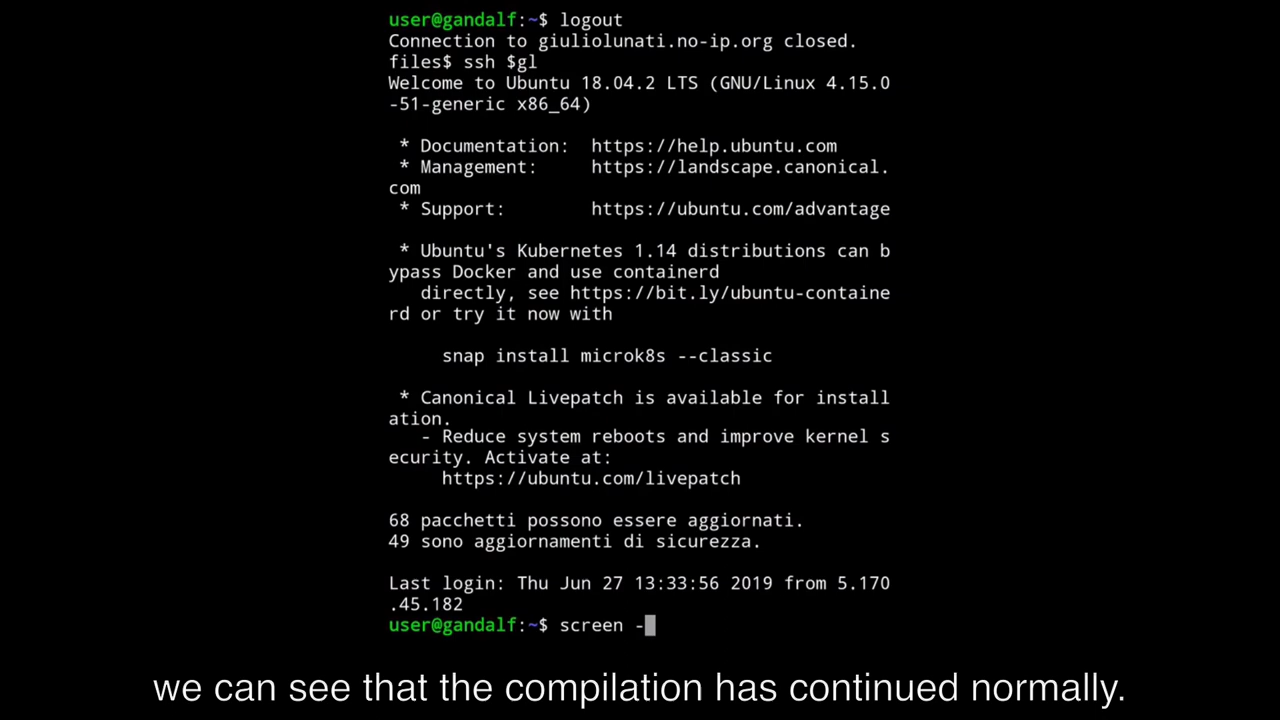 user@gandalf:~$ logout
Connection to giuliolunati.no-ip.org closed.
files$ ssh $gl
Welcome to Ubuntu 18.04.2 LTS (GNU/Linux 4.15.0
-51-generic x86_64)
* Documentation: https://help.ubuntu.com
* Management: https://landscape.canonical.
com
* Support: https://ubuntu.com/advantage
* Ubuntu's Kubernetes 1.14 distributions can b
ypass Docker and use containerd
directly, see https://bit.ly/ubuntu-containe
rd or try it now with
snap install microk8s --classic
* Canonical Livepatch is available for install
ation.
- Reduce system reboots and improve kernel s
ecurity. Activate at:
https://ubuntu.com/livepatch
68 pacchetti possono essere aggiornati.
49 sono aggiornamenti di sicurezza.
Last login: Thu Jun 27 13:33:56 2019 from 5.170
.45.182
user@gandalf:~$ screen -
we can see that the compilation has continued normally.